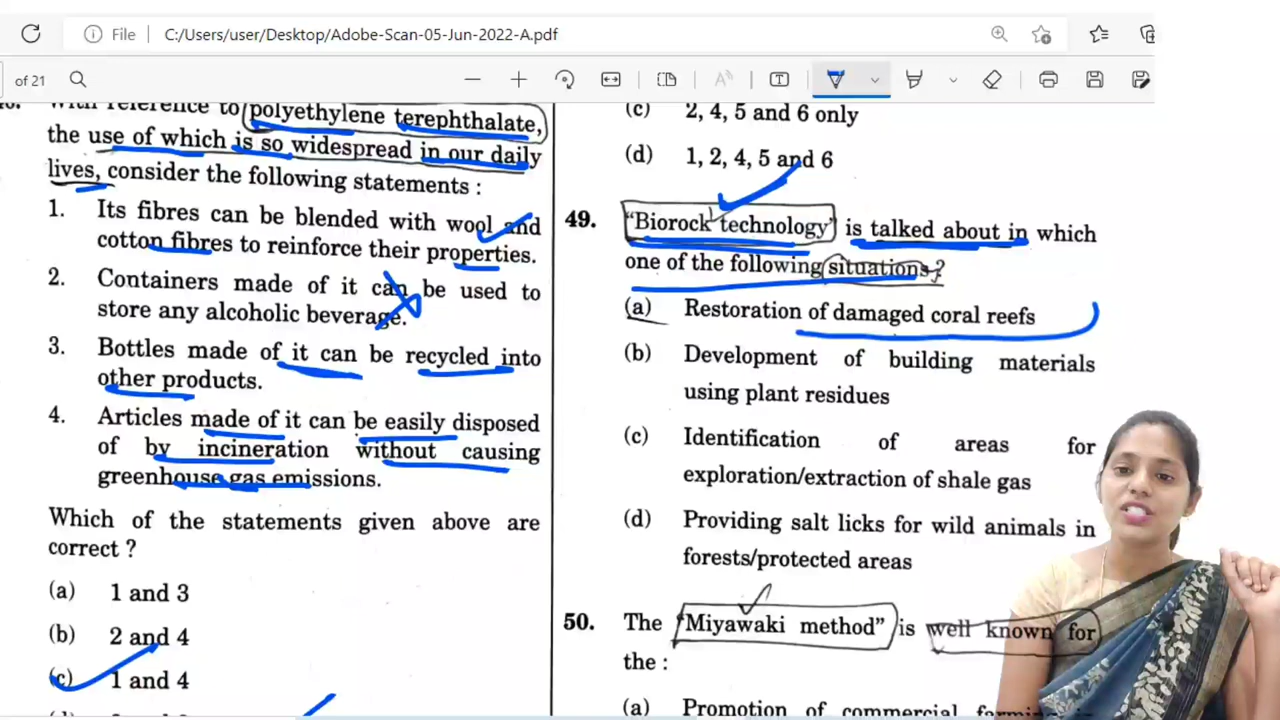 File
C:/Users/user/Desktop/Adobe-Scan-05-Jun-2022-A.pdf
of 21
With reference to polyethylene terephthalate,
the use of which is so widespread in our daily
lives, consider the following statements :
1. Its fibres can be blended with wool and
cotton fibres to reinforce their properties.
2. Containers made of it can be used to
store any alcoholic beverage.
3. Bottles made of it can be recycled into
other products.
4. Articles made of it can be easily disposed
of by incineration without causing
greenhouse gas emissions.
Which of the statements given above are
correct ?
(a) 1 and 3
(b) 2 and 4
(c) 1 and 4
(c) 2, 4, 5 and 6 only
(d) 1, 2, 4, 5 and 6
49. "Biorock technology" is talked about in which
one of the following situations ?
(a) Restoration of damaged coral reefs
(b) Development of building materials
using plant residues
(c) Identification of areas for
exploration/extraction of shale gas
(d) Providing salt licks for wild animals in
forests/protected areas
50. The "Miyawaki method" is well known for
the :
(a) Promotion of commercial farming in